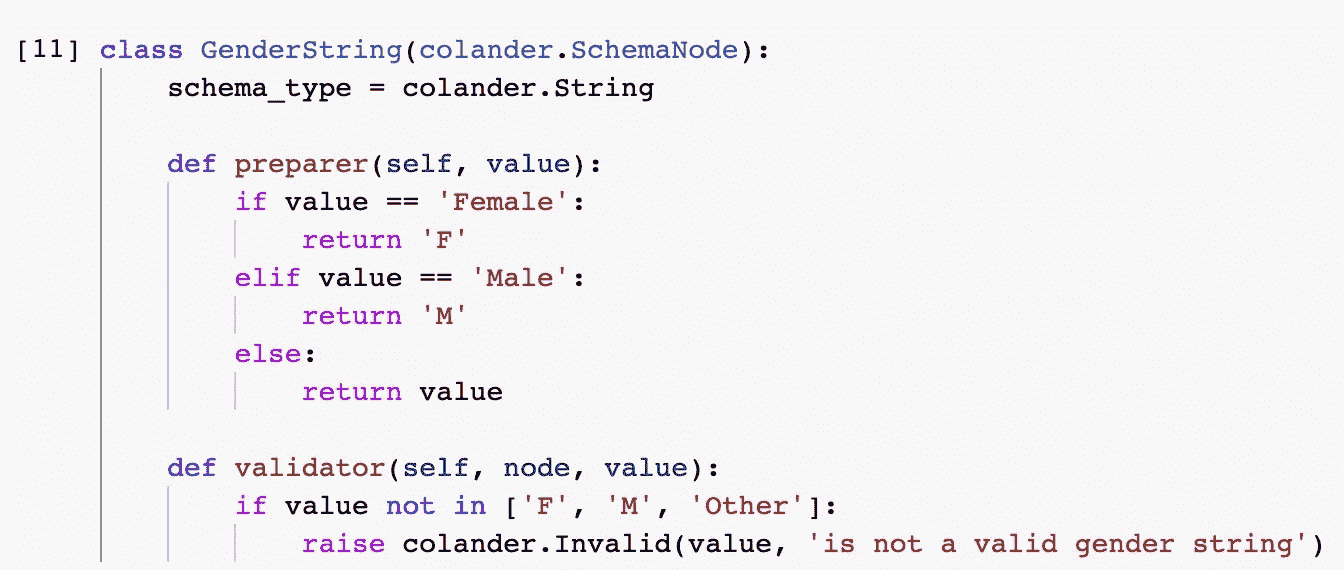 [11] class GenderString(colander.SchemaNode):
schema_type = colander.String
def preparer(self, value):
if value == 'Female':
return 'F'
elif value == 'Male':
return 'M'
else:
return value
def validator(self, node, value):
if value not in ['F', 'M', 'Other']:
raise colander.Invalid(value, 'is not a valid gender string')